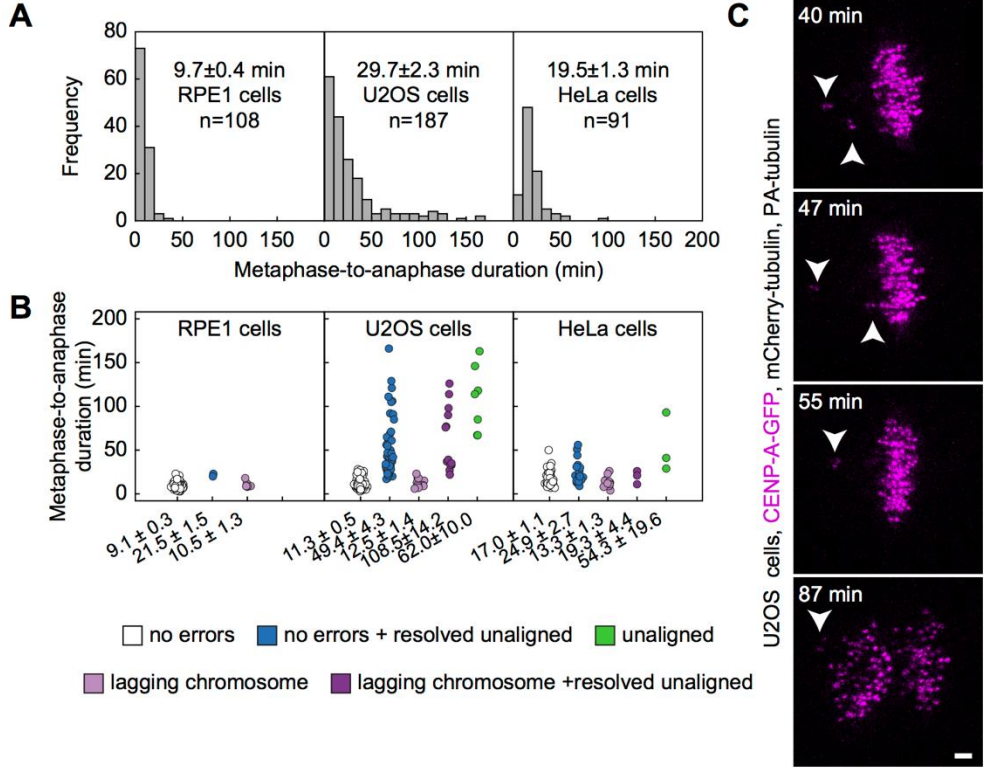 A
Frequency
80
60
40
20
0
9.7±0.4 min
RPE1 cells
n=108
29.7±2.3 min
U2OS cells
n=187
19.5±1.3 min
HeLa cells
n=91
0 50 100 150 0 50 100 150 0 50 100 150 200
Metaphase-to-anaphase duration (min)
B
Metaphase-to-anaphase
duration (min)
200
150
100
50
0
RPE1 cells
U2OS cells
HeLa cells
9.1 ± 0.3
21.5 ± 1.5
10.5 ± 1.3
11.3 ± 0.5
49.4 ± 4.3
12.5 ± 1.4
108.5±14.2
62.0±10.0
17.0 ± 1.1
24.9 ± 2.7
13.3 ± 1.3
19.3 ± 4.4
54.3 ± 19.6
no errors
no errors + resolved unaligned
unaligned
lagging chromosome
lagging chromosome +resolved unaligned
C
U2OS cells, CENP-A-GFP, mCherry-tubulin, PA-tubulin
40 min
47 min
55 min
87 min